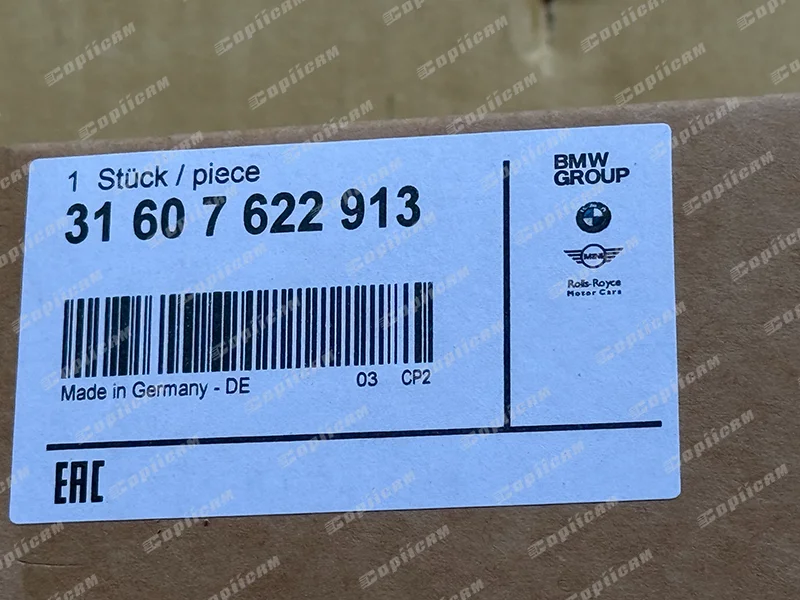 1 Stück / piece
31 60 7 622 913
Made in Germany - DE 03 CP2
EAC
BMW
GROUP
MINI
Rolls-Royce
Motor Cars
Copiicam